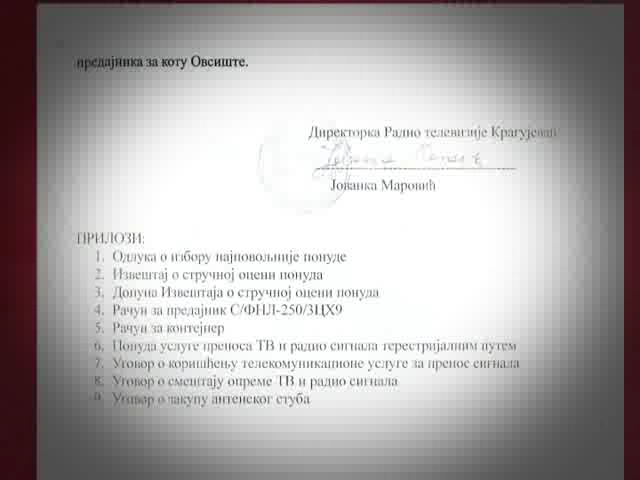 предајника за коту Овсиште.
Директорка Радио телевизије Крагујевац
Јованка Маровић
ПРИЛОЗИ:
1. Одлука о избору најповољније понуде
2. Извештај о стручној оцени понуда
3. Допуна Извештаја о стручној оцени понуда
4. Рачун за предајник С/ФНЛ-250/3ЦХ9
5. Рачун за контејнер
6. Понуда услуге преноса ТВ и радио сигнала терестријалним путем
7. Уговор о коришћењу телекомуникационе услуге за пренос сигнала
8. Уговор о смештају опреме ТВ и радио сигнала
9. Уговор о закупу антенског стуба